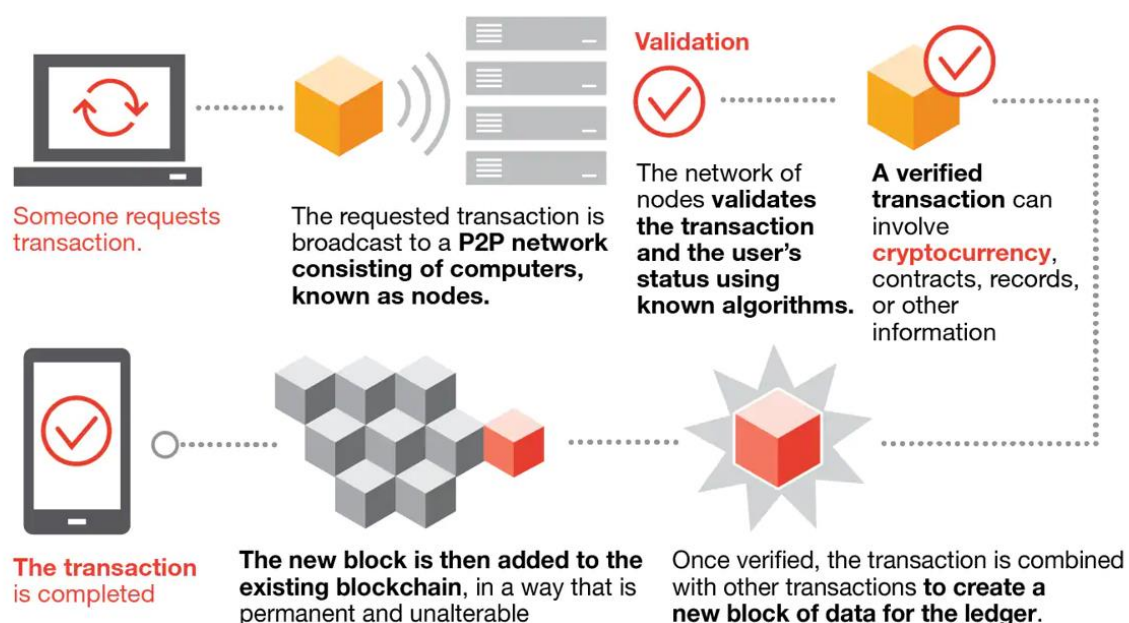 Someone requests
transaction.
The requested transaction is
broadcast to a P2P network
consisting of computers,
known as nodes.
Validation
The network of
nodes validates
the transaction
and the user's
status using
known algorithms.
A verified
transaction can
involve
cryptocurrency,
contracts, records,
or other
information
Once verified, the transaction is combined
with other transactions to create a
new block of data for the ledger.
The new block is then added to the
existing blockchain, in a way that is
permanent and unalterable
The transaction
is completed